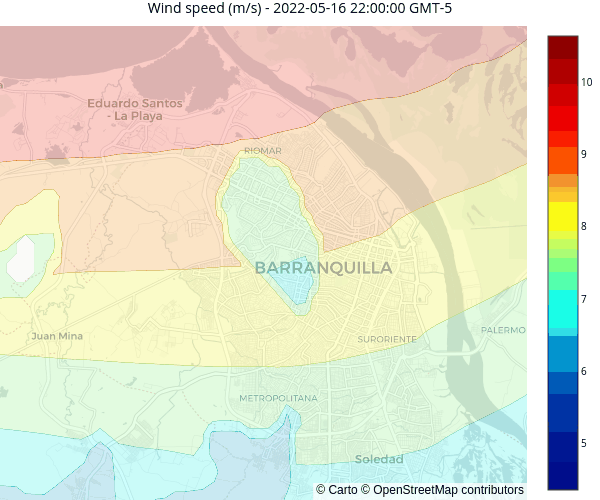 Wind speed (m/s) - 2022-05-16 22:00:00 GMT-5
Eduardo Santos
- La Playa
RIOMAR
BARRANQUILLA
Juan Mina
SURORIENTE
PALERMO
METROPOLITANA
Soledad
© Carto © OpenStreetMap contributors
10
9
8
7
6
5